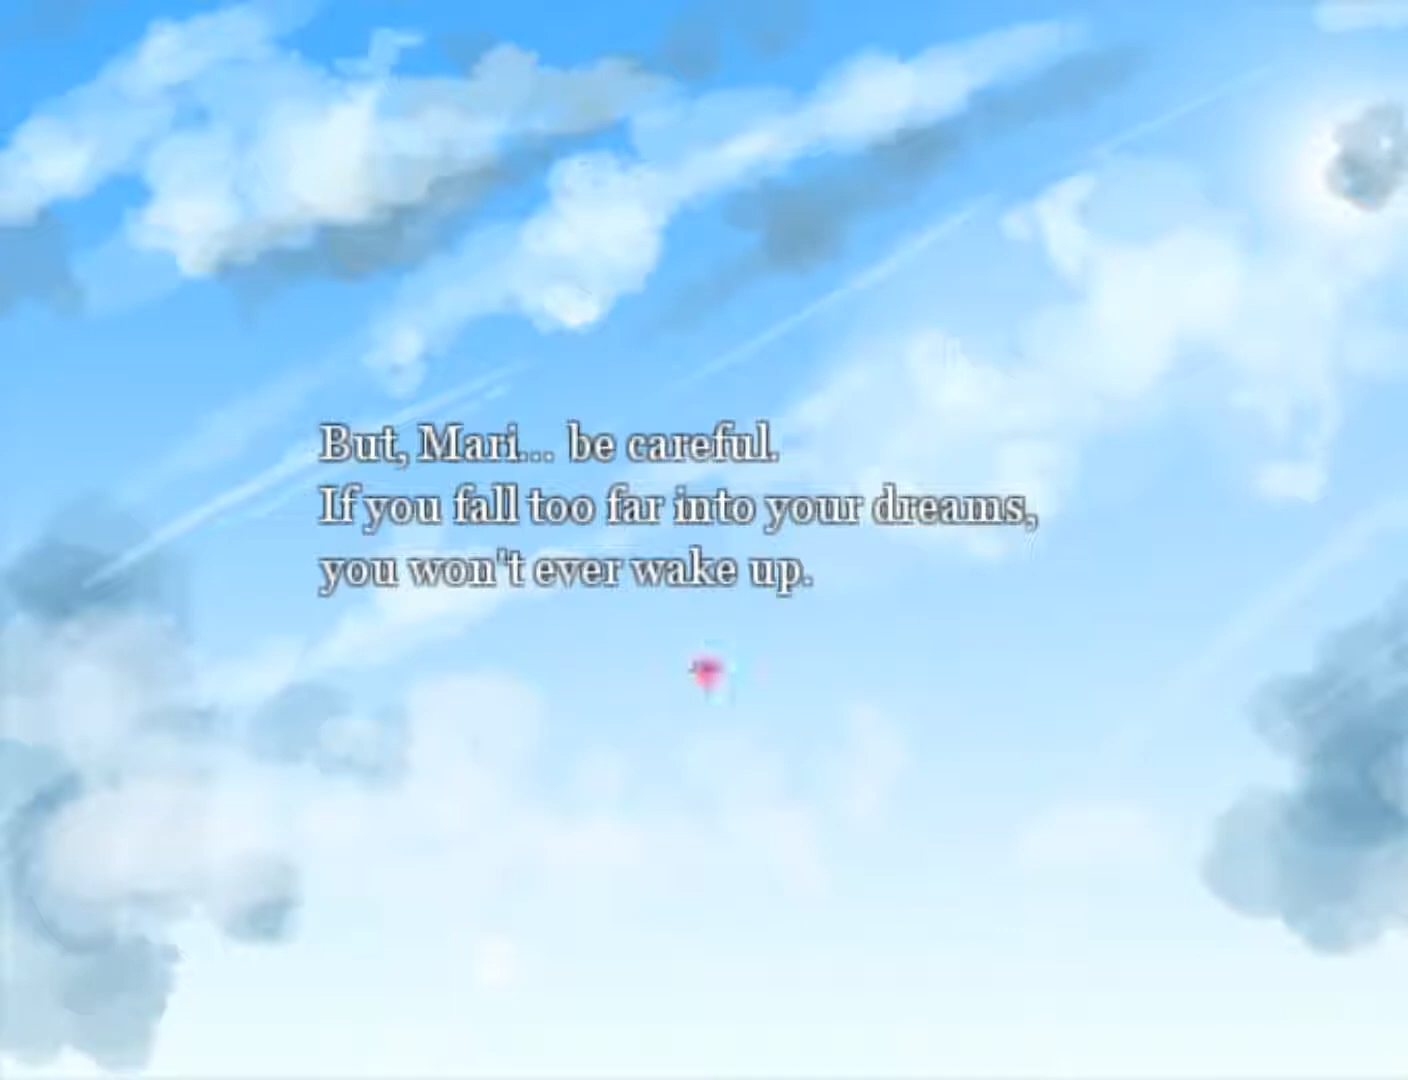 But, Mari... be careful.
If you fall too far into your dreams,
you won't ever wake up.